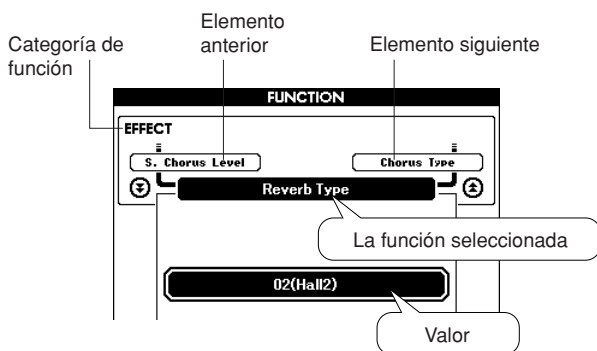 Categoría de
función
Elemento
anterior
Elemento siguiente
FUNCTION
EFFECT
S. Chorus Level
Chorus Type
Reverb Type
La función seleccionada
02(Hall2)
Valor